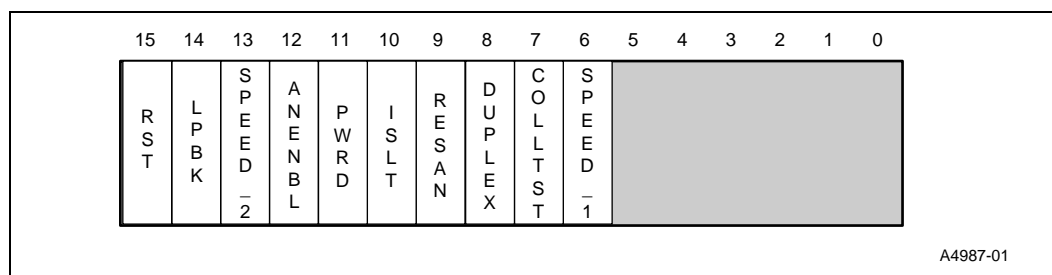 15 14 13 12 11 10 9 8 7 6 5 4 3 2 1 0
RST
LPBK
SPEED_2
ANENBL
PWRD
ISLT
RESAN
DUPLEX
COLLTST
SPEED_1
A4987-01